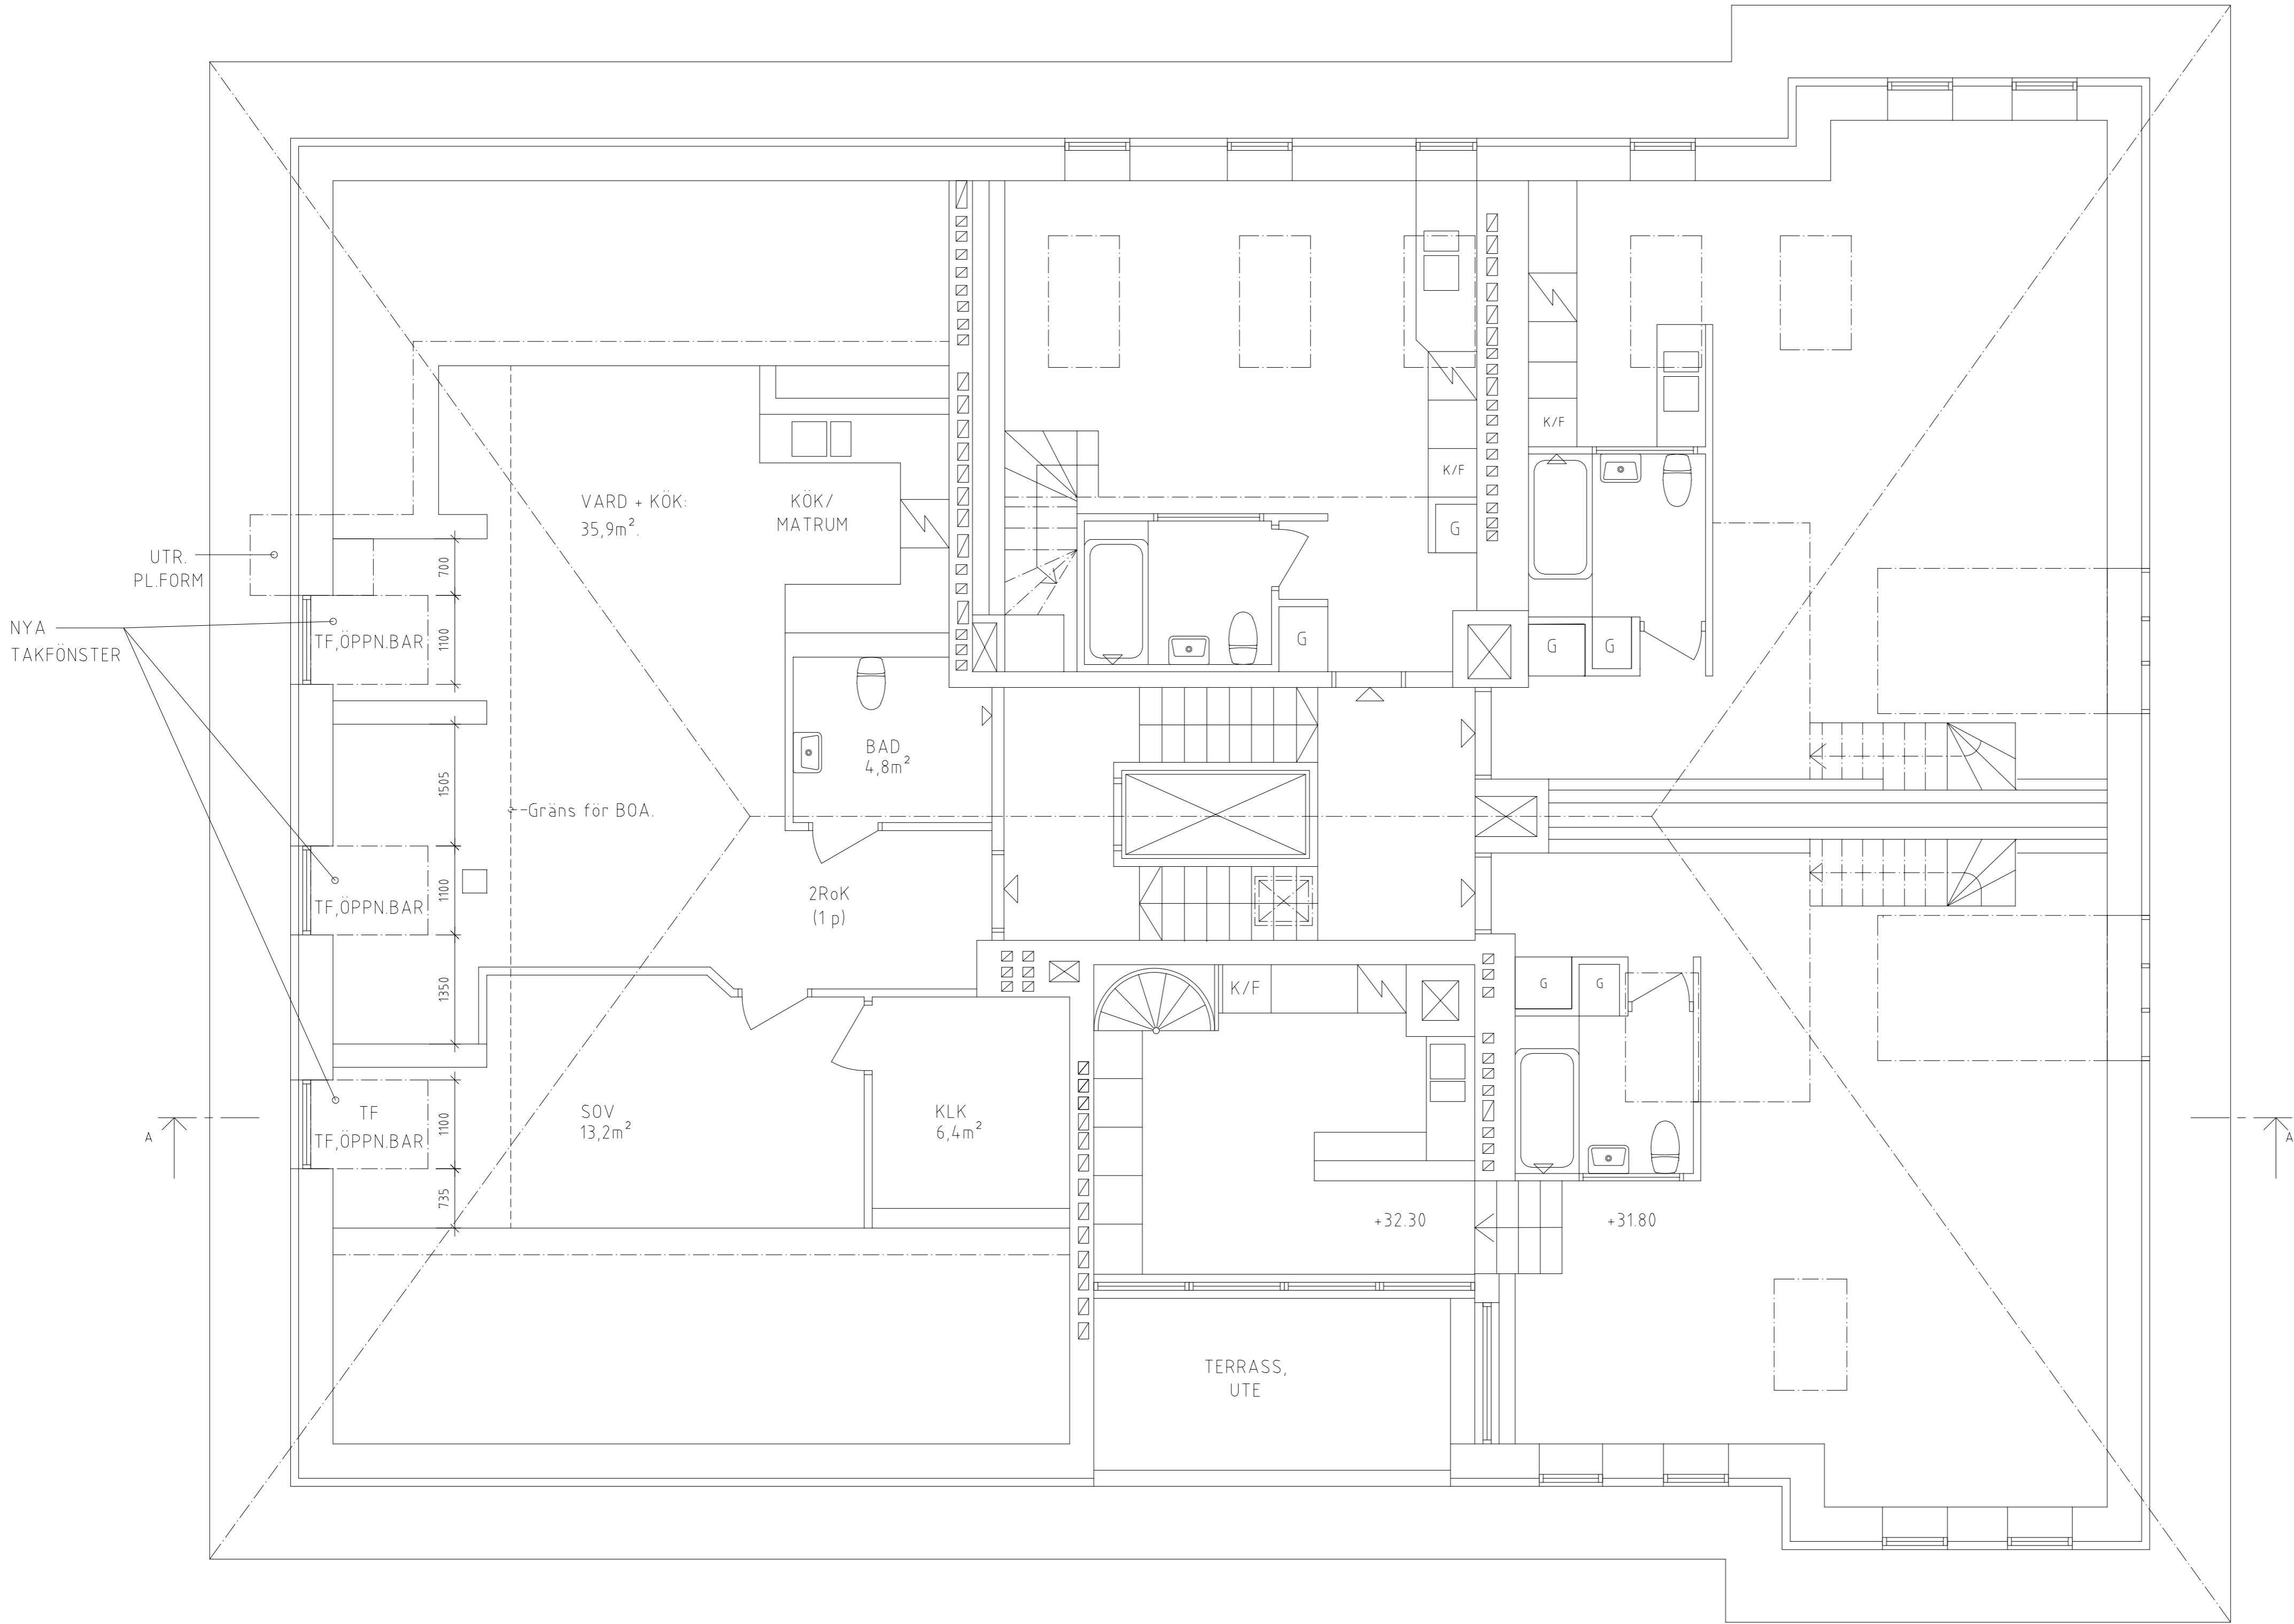 K/F
K/F
VARD + KÖK:
35,9m².
KÖK/
MATRUM
G
UTR.
PL.FORM
700
NYA
TAKFÖNSTER
TF,ÖPPN.BAR
1100
G
G
G
BAD
4,8m²
1505
Gräns för BOA.
2RoK
(1 p)
TF,ÖPPN.BAR
1100
1350
K/F
G
G
TF
TF,ÖPPN.BAR
1100
SOV
13,2m²
KLK
6,4m²
A
A
735
+32.30
+31.80
TERRASS,
UTE